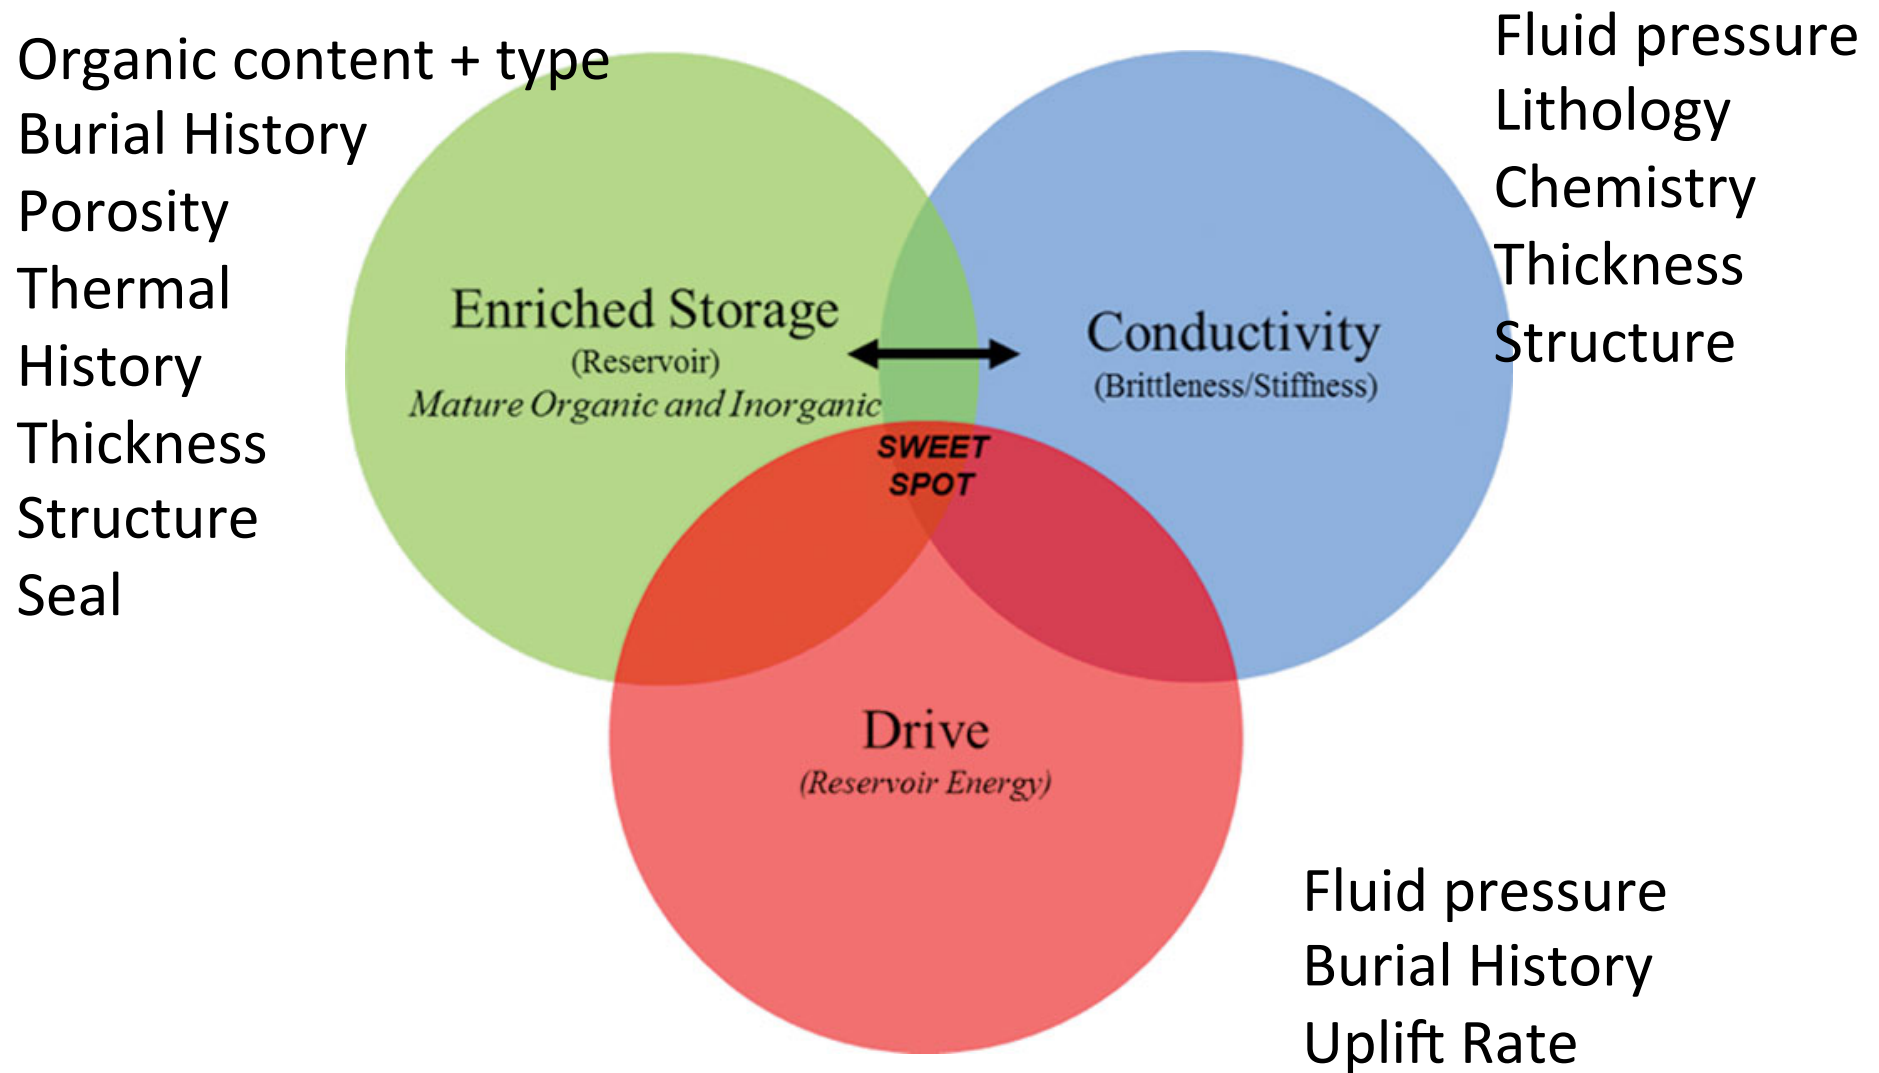 Organic content + type
Burial History
Porosity
Thermal
History
Thickness
Structure
Seal
Fluid pressure
Lithology
Chemistry
Thickness
Structure
Enriched Storage
(Reservoir)
Mature Organic and Inorganic
Conductivity
(Brittleness/Stiffness)
SWEET
SPOT
Drive
(Reservoir Energy)
Fluid pressure
Burial History
Uplift Rate